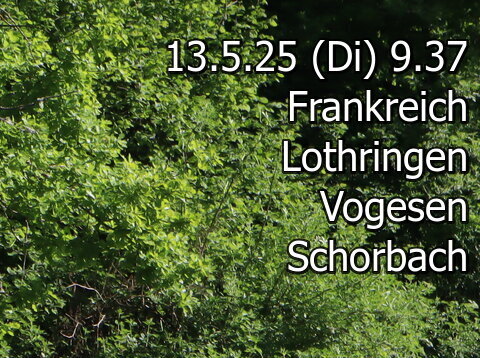 13.5.25 (Di) 9.37
Frankreich
Lothringen
Vogesen
Schorbach